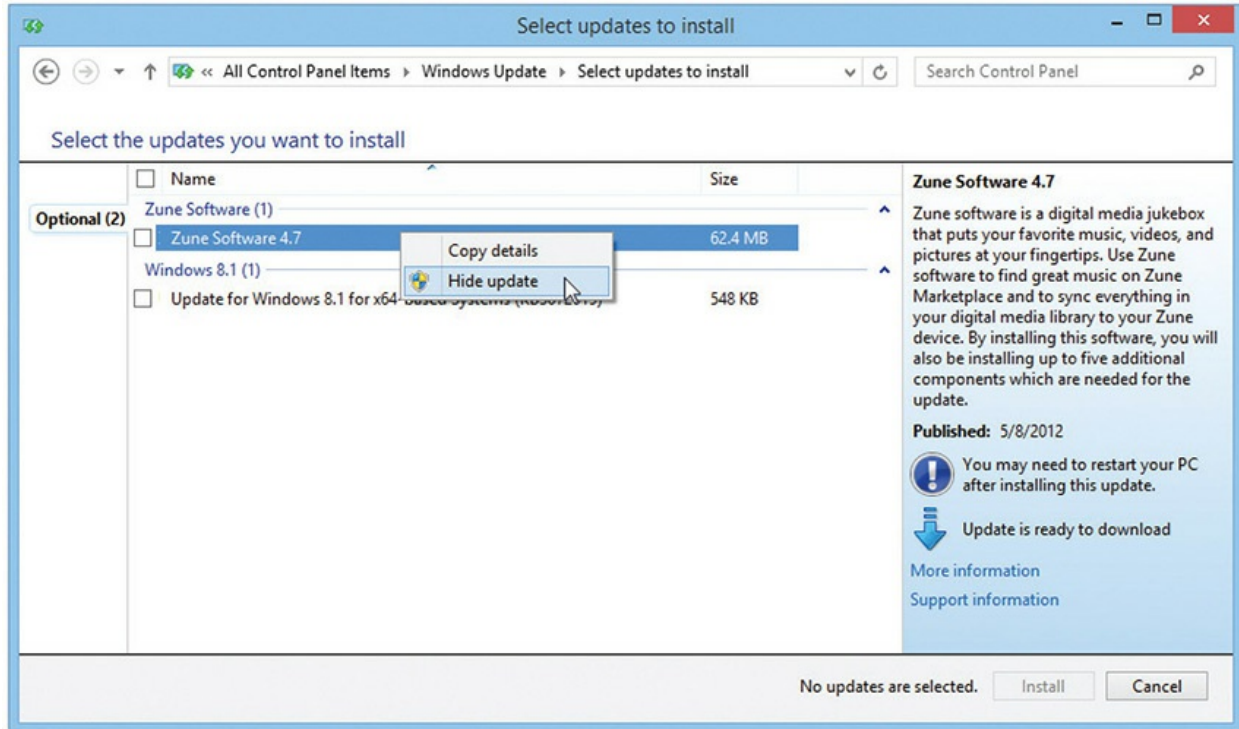 Select updates to install
« All Control Panel Items ▸ Windows Update ▸ Select updates to install
Search Control Panel
Select the updates you want to install
Name Size
Optional (2)
Zune Software (1)
Zune Software 4.7 62.4 MB
Copy details
Hide update
Windows 8.1 (1)
Update for Windows 8.1 for x64- 548 KB
Zune Software 4.7
Zune software is a digital media jukebox
that puts your favorite music, videos, and
pictures at your fingertips. Use Zune
software to find great music on Zune
Marketplace and to sync everything in
your digital media library to your Zune
device. By installing this software, you will
also be installing up to five additional
components which are needed for the
update.
Published: 5/8/2012
You may need to restart your PC
after installing this update.
Update is ready to download
More information
Support information
No updates are selected. Install Cancel